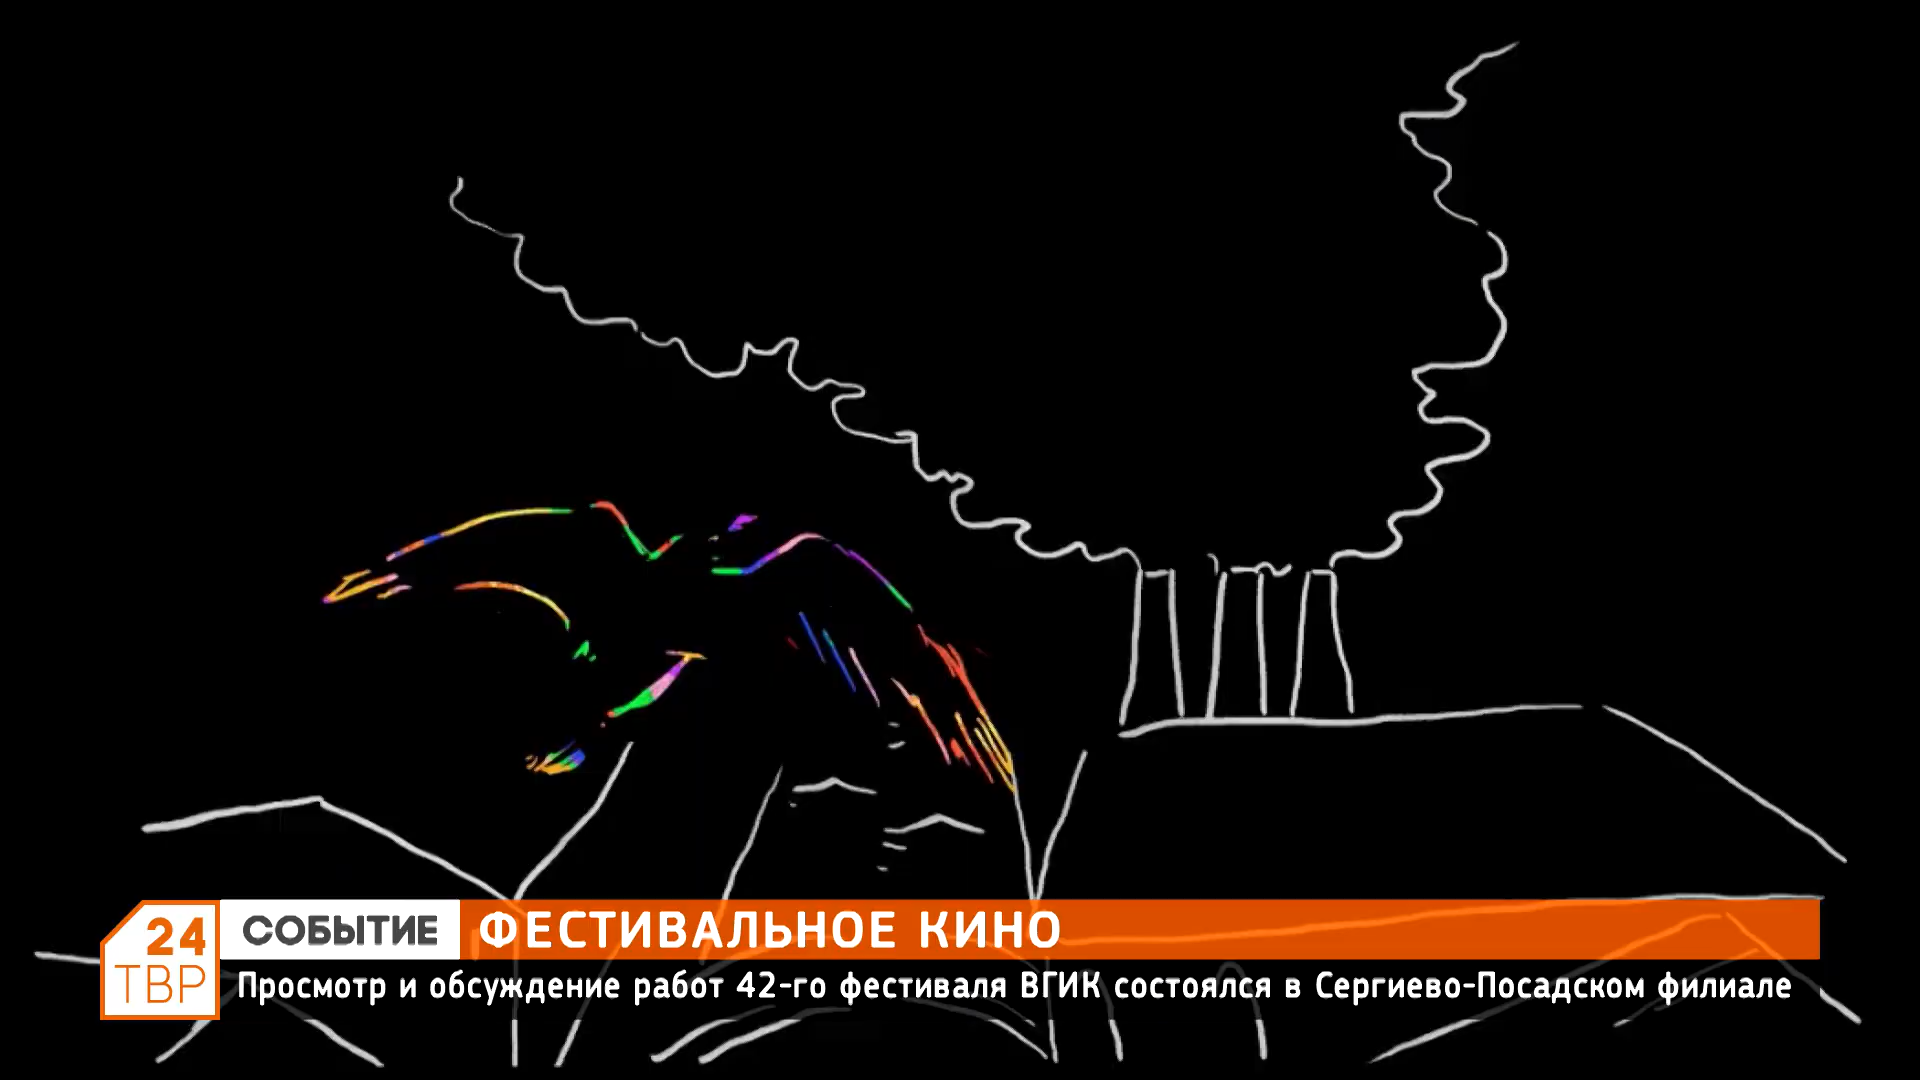 24
ТВР
СОБЫТИЕ
ФЕСТИВАЛЬНОЕ КИНО
Просмотр и обсуждение работ 42-го фестиваля ВГИК состоялся в Сергиево-Посадском филиале